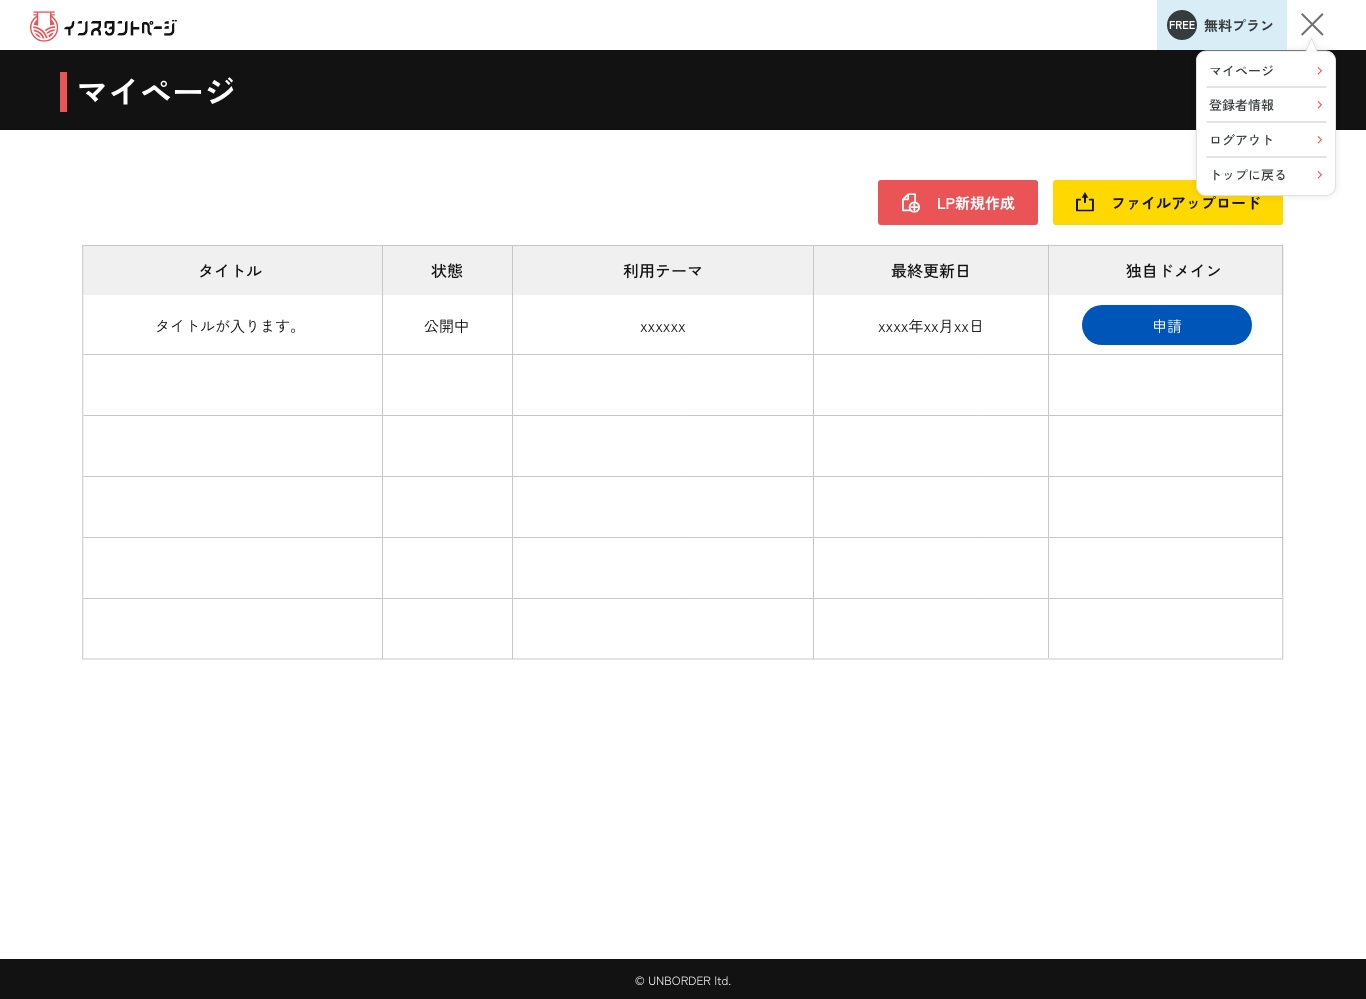 インスタントページ
FREE 無料プラン
マイページ
マイページ
登録者情報
ログアウト
トップに戻る
LP新規作成
ファイルアップロード
タイトル 状態 利用テーマ 最終更新日 独自ドメイン
タイトルが入ります。 公開中 xxxxxx xxxx年xx月xx日 申請
© UNBORDER ltd.